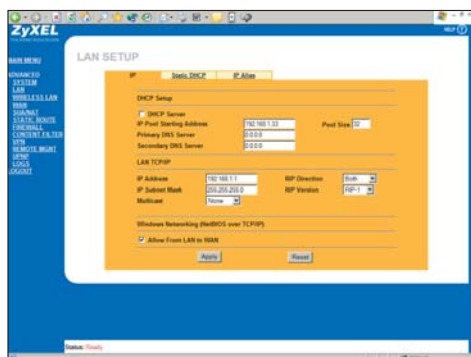 ZyXEL
HELP
LAN SETUP
MAIN MENU
ADVANCED
SYSTEM
LAN
WIRELESS LAN
WAN
SUA/NAT
STATIC ROUTE
FIREWALL
CONTENT FILTER
VPN
REMOTE MGNT
UPNP
LOGS
LOGOUT
IP Static DHCP IP Alias
DHCP Setup
DHCP Server
IP Pool Starting Address 192.168.1.33 Pool Size 32
Primary DNS Server 0.0.0.0
Secondary DNS Server 0.0.0.0
LAN TCP/IP
IP Address 192.168.1.1 RIP Direction Both
IP Subnet Mask 255.255.255.0 RIP Version RIP-1
Multicast None
Windows Networking (NetBIOS over TCP/IP)
Allow From LAN to WAN
Apply Reset
Status: Ready